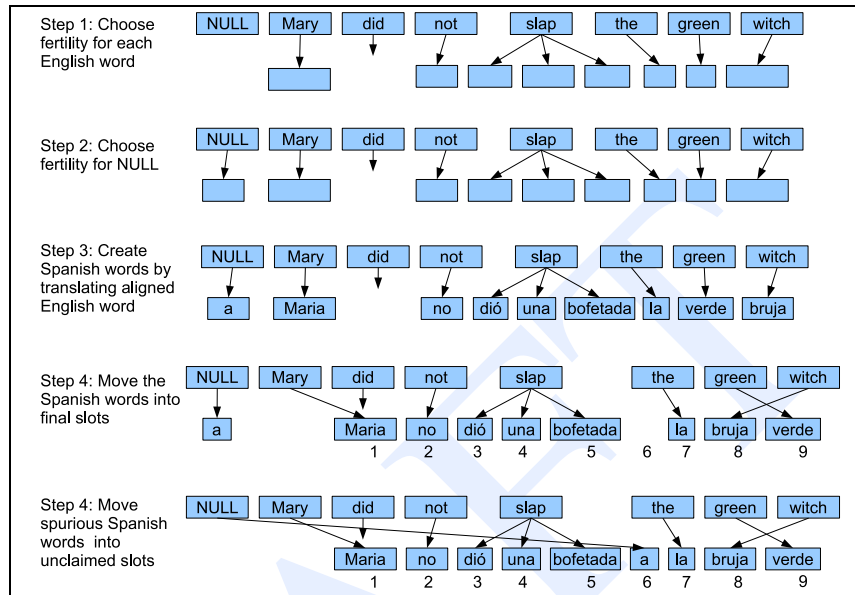 Step 1: Choose
fertility for each
English word
NULL Mary did not slap the green witch
Step 2: Choose
fertility for NULL
NULL Mary did not slap the green witch
Step 3: Create
Spanish words by
translating aligned
English word
NULL Mary did not slap the green witch
a Maria no dió una bofetada la verde bruja
Step 4: Move the
Spanish words into
final slots
NULL Mary did not slap the green witch
a Maria no dió una bofetada la bruja verde
1 2 3 4 5 6 7 8 9
Step 4: Move
spurious Spanish
words into
unclaimed slots
NULL Mary did not slap the green witch
Maria no dió una bofetada a la bruja verde
1 2 3 4 5 6 7 8 9